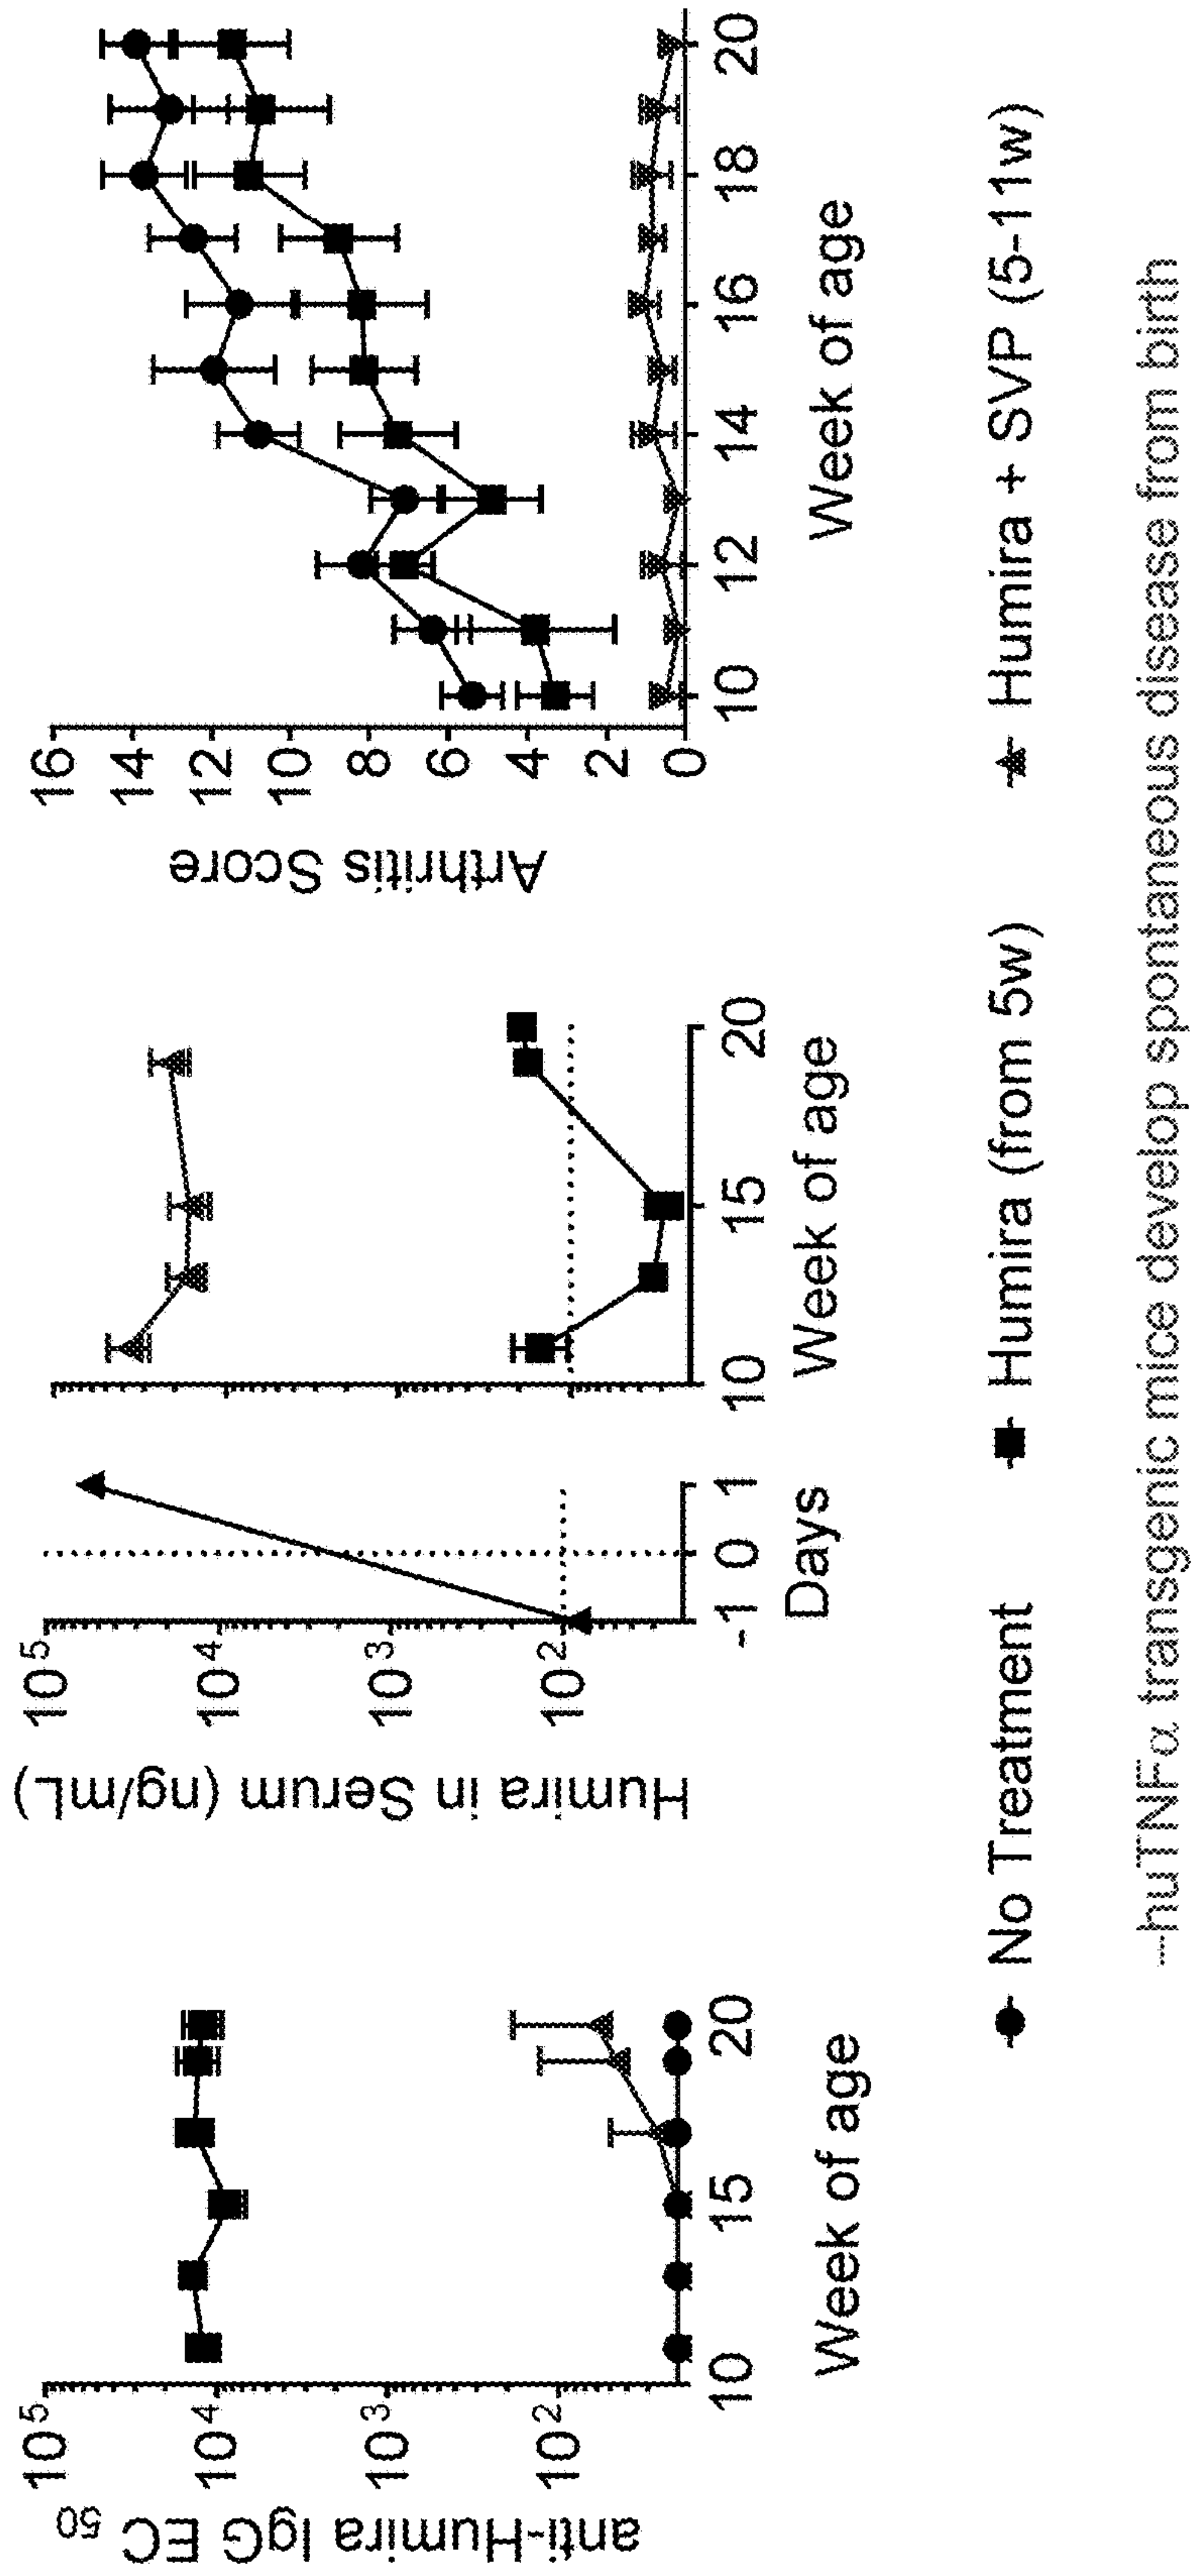 anti-Humira IgG EC50
10^5
10^4
10^3
10^2
10 15 20
Week of age
Humira in Serum (ng/mL)
10^5
10^4
10^3
10^2
-1 0 1
Days
10 15 20
Week of age
Arthritis Score
16
14
12
10
8
6
4
2
0
10 12 14 16 18 20
Week of age
No Treatment Humira (from 5w) Humira + SVP (5-11w)
--huTNFα transgenic mice develop spontaneous disease from birth